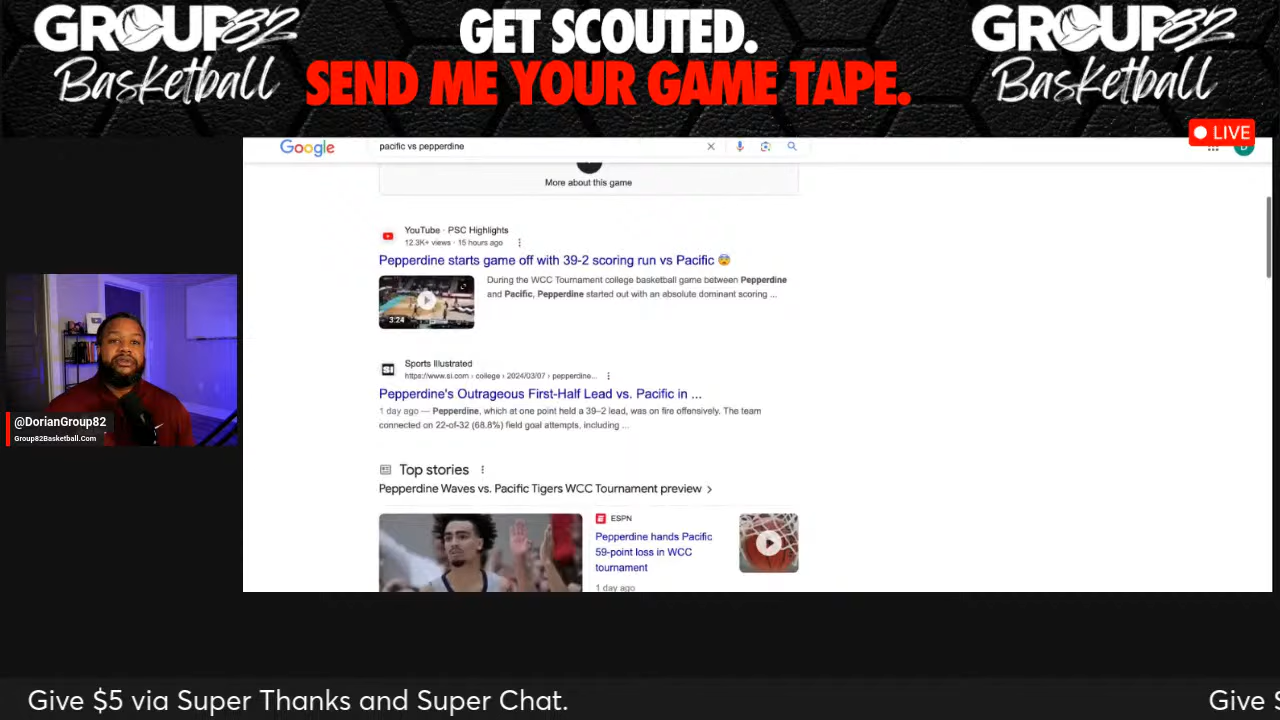 GROUP82
Basketball
GET SCOUTED.
SEND ME YOUR GAME TAPE.
GROUP82
Basketball
LIVE
Google
pacific vs pepperdine
More about this game
YouTube · PSC Highlights
12.3K+ views · 15 hours ago
Pepperdine starts game off with 39-2 scoring run vs Pacific 😨
During the WCC Tournament college basketball game between Pepperdine
and Pacific, Pepperdine started out with an absolute dominant scoring ...
3:24
Sports Illustrated
https://www.si.com › college › 2024/03/07 › pepperdine...
Pepperdine's Outrageous First-Half Lead vs. Pacific in ...
1 day ago — Pepperdine, which at one point held a 39–2 lead, was on fire offensively. The team
connected on 22-of-32 (68.8%) field goal attempts, including ...
Top stories
Pepperdine Waves vs. Pacific Tigers WCC Tournament preview >
ESPN
Pepperdine hands Pacific
59-point loss in WCC
tournament
1 day ago
@DorianGroup82
Group82Basketball.Com
Give $5 via Super Thanks and Super Chat.
Give